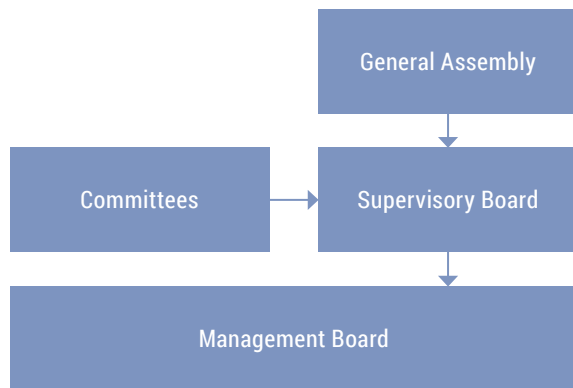 General Assembly
Committees
Supervisory Board
Management Board